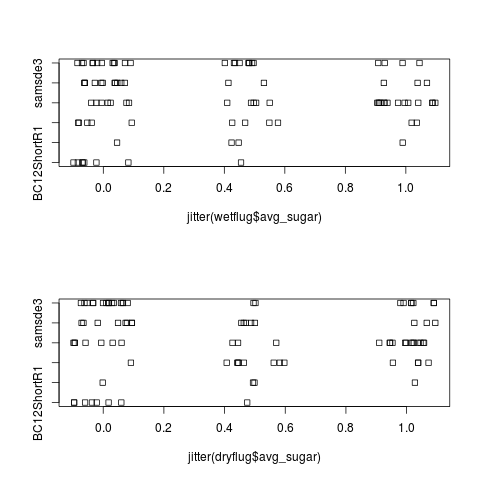 samsde3
BC12ShortR1
0.0 0.2 0.4 0.6 0.8 1.0
jitter(wetflug$avg_sugar)
samsde3
BC12ShortR1
0.0 0.2 0.4 0.6 0.8 1.0
jitter(dryflug$avg_sugar)